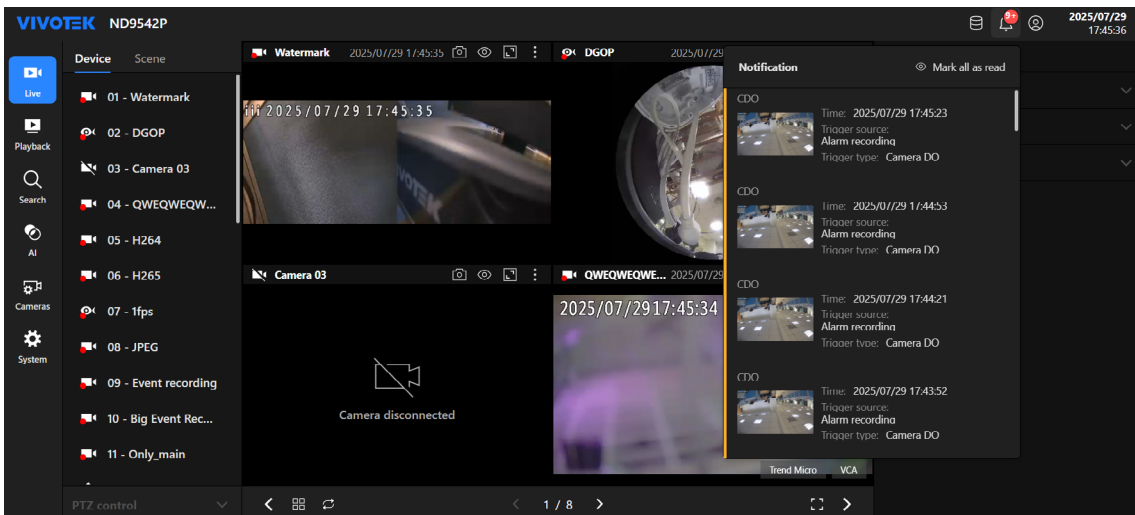 VIVOTEK ND9542P
9+
2025/07/29
17:45:36
Live
Playback
Search
AI
Cameras
System
Device Scene
01 - Watermark
02 - DGOP
03 - Camera 03
04 - QWEQWEQW...
05 - H264
06 - H265
07 - 1fps
08 - JPEG
09 - Event recording
10 - Big Event Rec...
11 - Only_main
PTZ control
Watermark 2025/07/29 17:45:35
iii 2025/07/29 17:45:35
VIVOTEK
DGOP 2025/07/29
Camera 03
Camera disconnected
QWEQWEQWE... 2025/07/29
2025/07/29 17:45:34
Trend Micro VCA
1 / 8
Notification Mark all as read
CDO
Time: 2025/07/29 17:45:23
Trigger source:
Alarm recording
Trigger type: Camera DO
CDO
Time: 2025/07/29 17:44:53
Trigger source:
Alarm recording
Trigger type: Camera DO
CDO
Time: 2025/07/29 17:44:21
Trigger source:
Alarm recording
Trigger type: Camera DO
CDO
Time: 2025/07/29 17:43:52
Trigger source:
Alarm recording
Trigger type: Camera DO